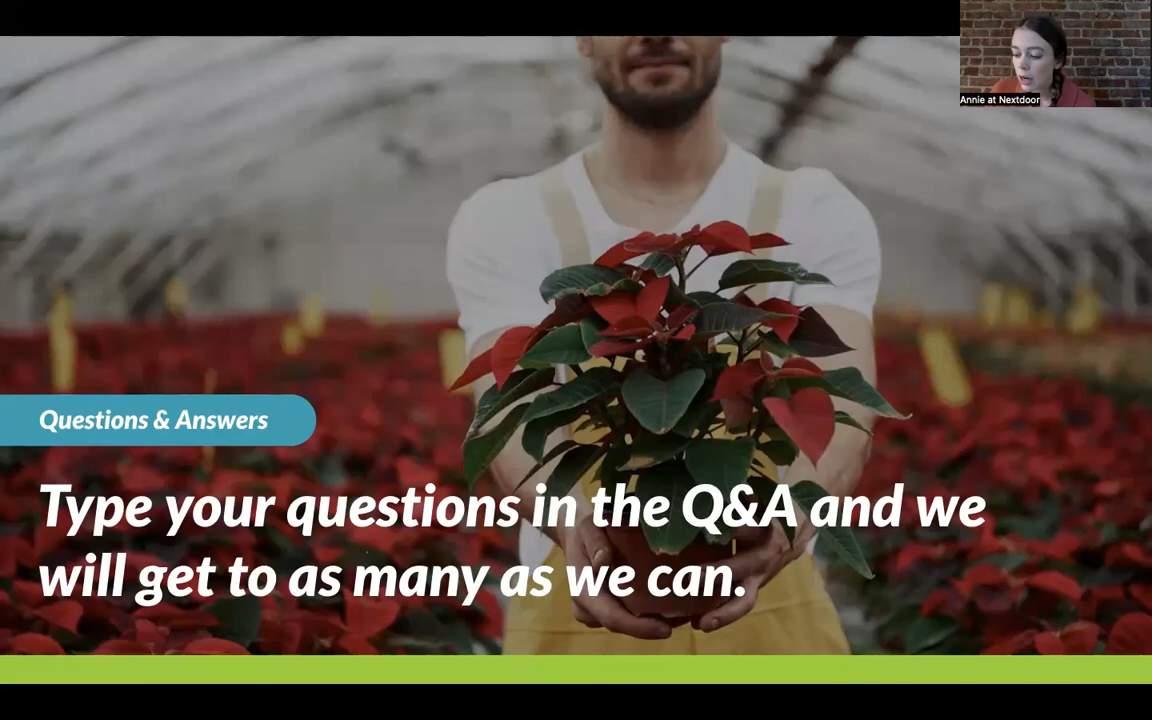 Annie at Nextdoor
Questions & Answers
Type your questions in the Q&A and we
will get to as many as we can.